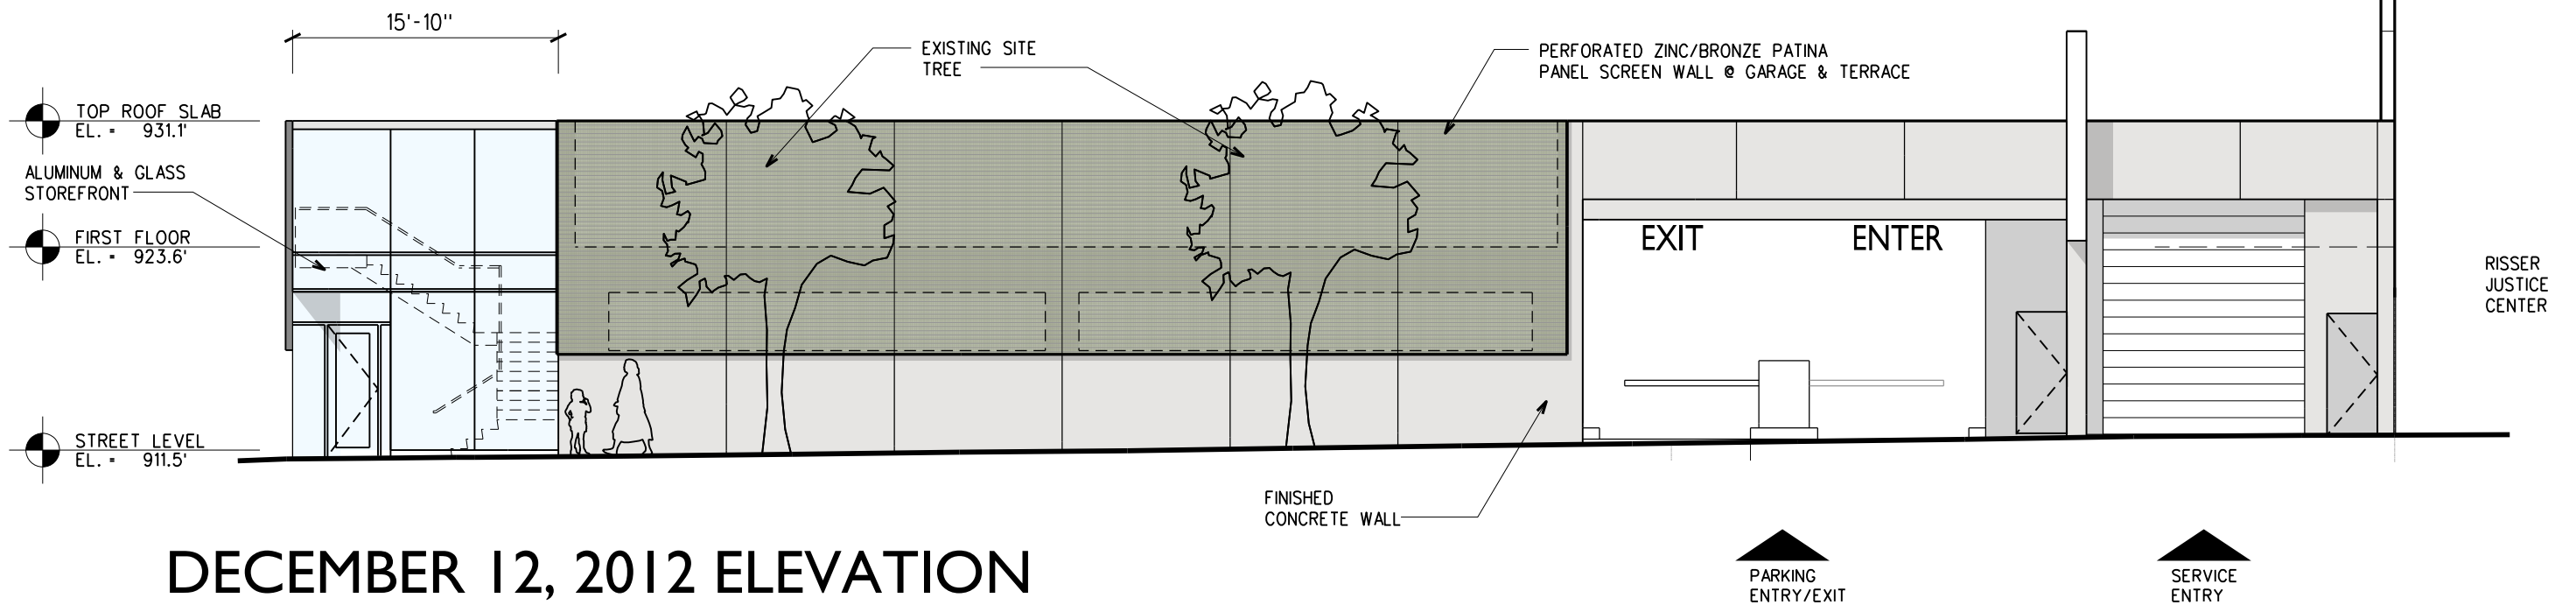 15'-10"
EXISTING SITE
TREE
PERFORATED ZINC/BRONZE PATINA
PANEL SCREEN WALL @ GARAGE & TERRACE
TOP ROOF SLAB
EL. = 931.1'
ALUMINUM & GLASS
STOREFRONT
FIRST FLOOR
EL. = 923.6'
EXIT
ENTER
RISSER
JUSTICE
CENTER
STREET LEVEL
EL. = 911.5'
FINISHED
CONCRETE WALL
DECEMBER 12, 2012 ELEVATION
PARKING
ENTRY/EXIT
SERVICE
ENTRY